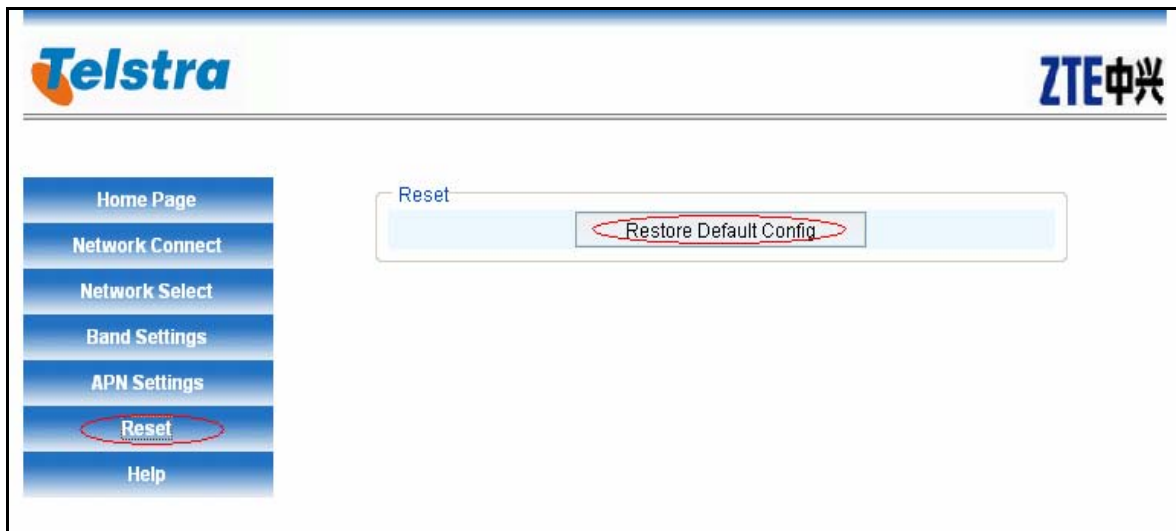 Telstra
ZTE中兴
Home Page
Network Connect
Network Select
Band Settings
APN Settings
Reset
Help
Reset
Restore Default Config